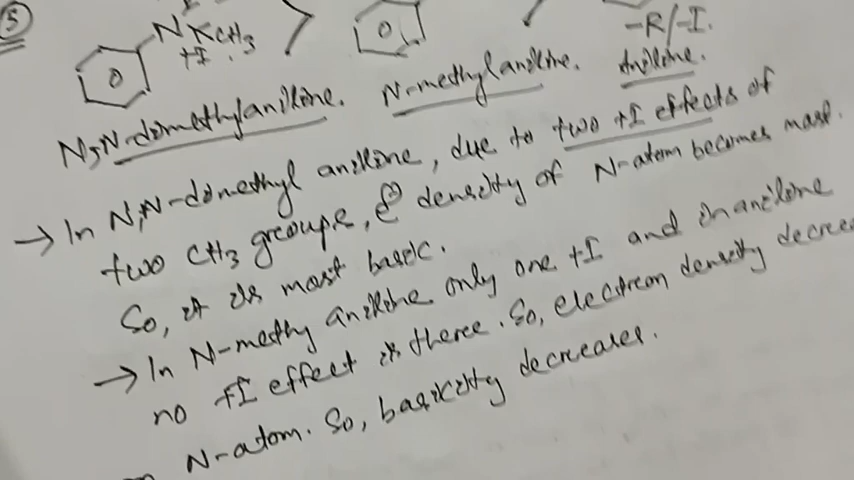 5
N CH3 > >
+I -R/-I.
N,N-dimethylaniline. N-methylaniline. Aniline.
→ In N,N-dimethyl aniline, due to two +I effects of
two CH3 groups, e⊖ density of N-atom becomes most.
So, it is most basic.
→ In N-methy aniline only one +I and in aniline
no +I effect is there. So, electron density decrea
N-atom. So, basicity decreases.